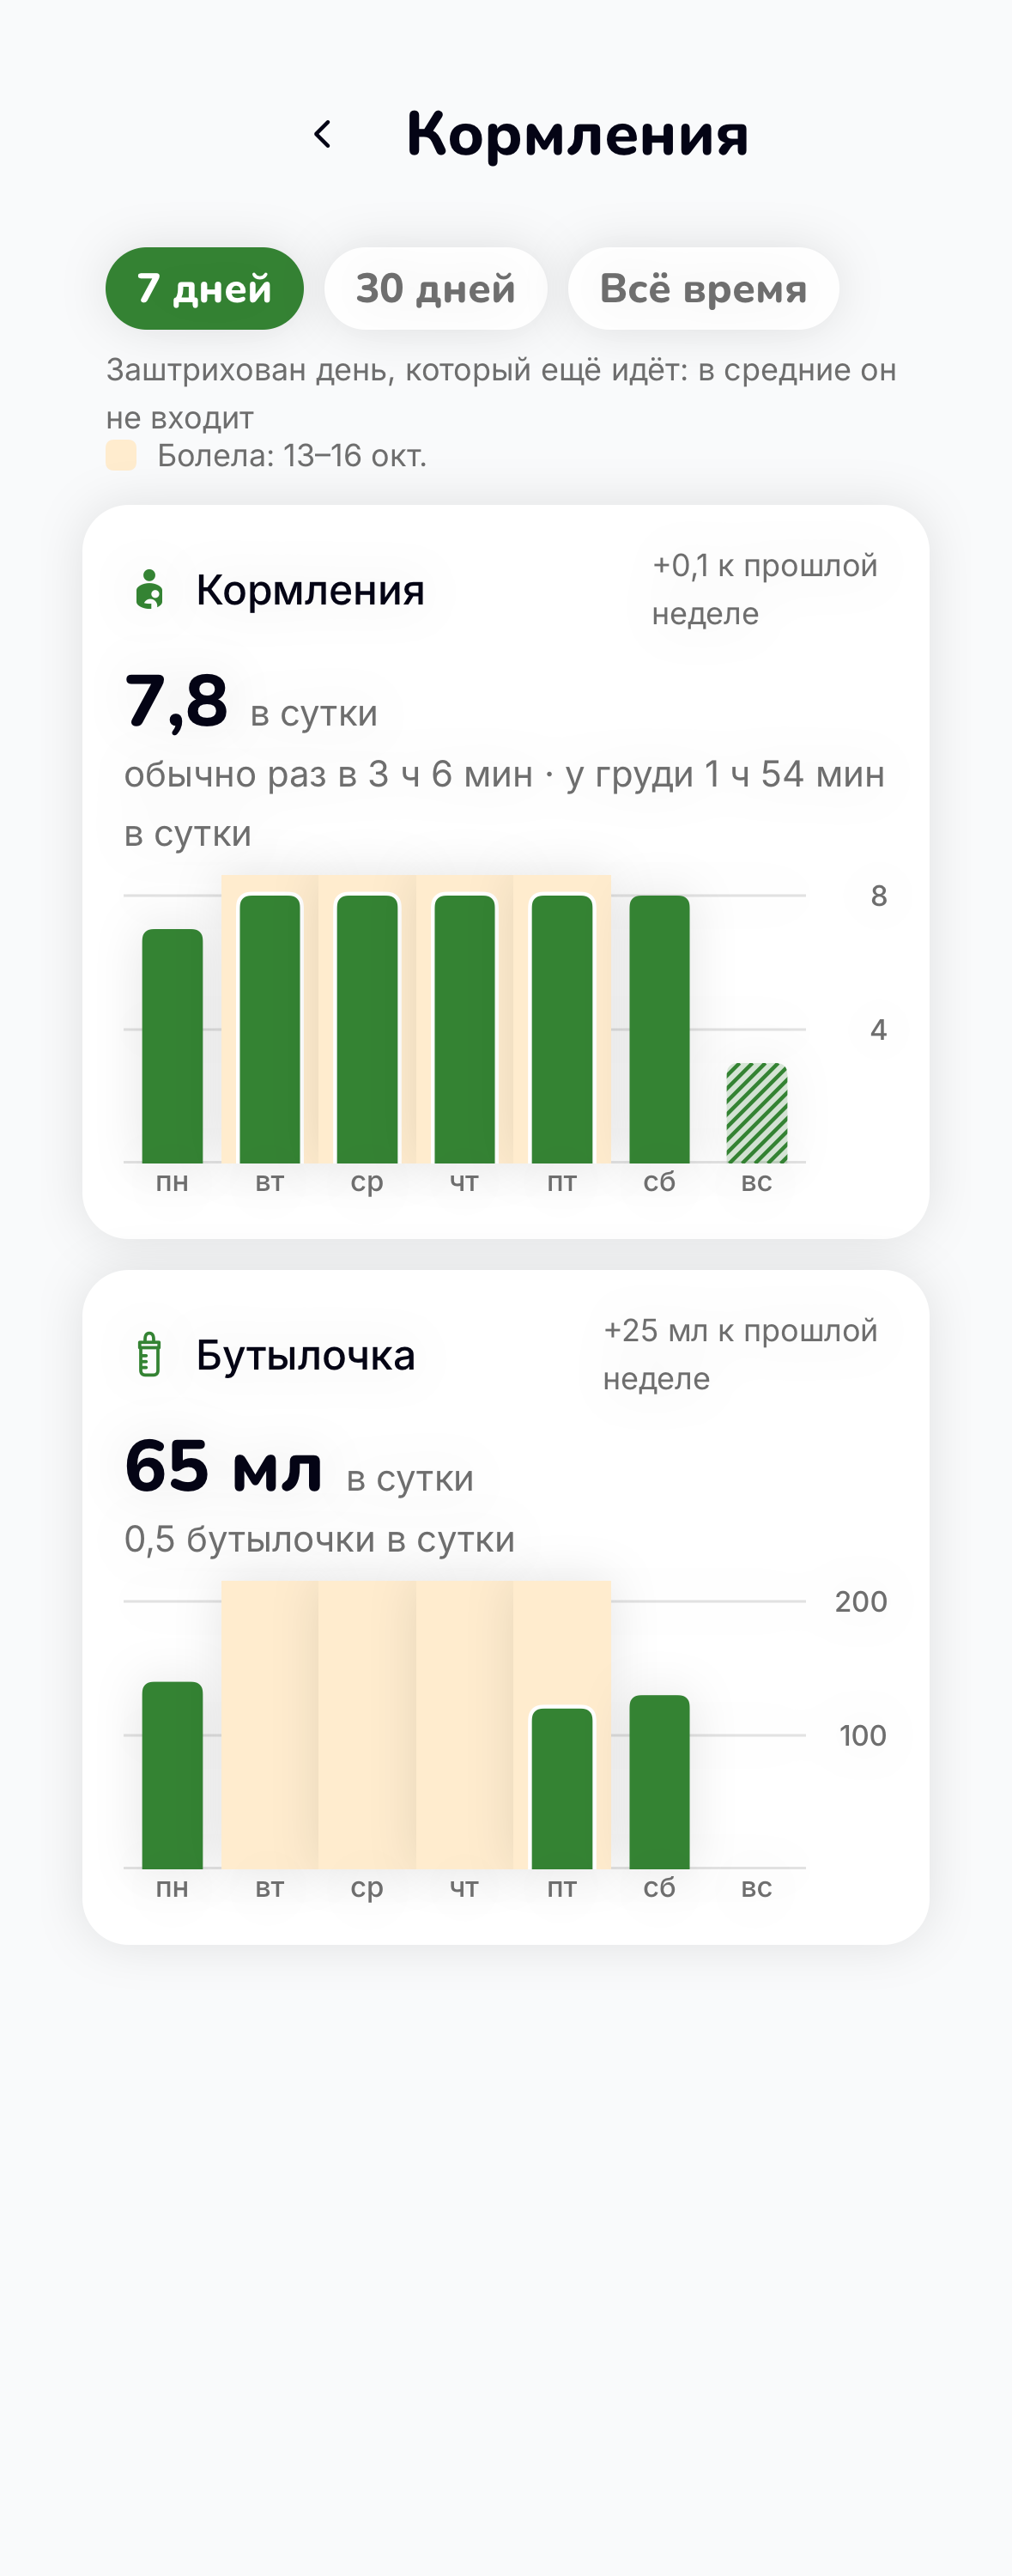 Кормления
7 дней
30 дней
Всё время
Заштрихован день, который ещё идёт: в средние он
не входит
Болела: 13–16 окт.
Кормления
+0,1 к прошлой
неделе
7,8 в сутки
обычно раз в 3 ч 6 мин · у груди 1 ч 54 мин
в сутки
8
4
пн вт ср чт пт сб вс
Бутылочка
+25 мл к прошлой
неделе
65 мл в сутки
0,5 бутылочки в сутки
200
100
пн вт ср чт пт сб вс